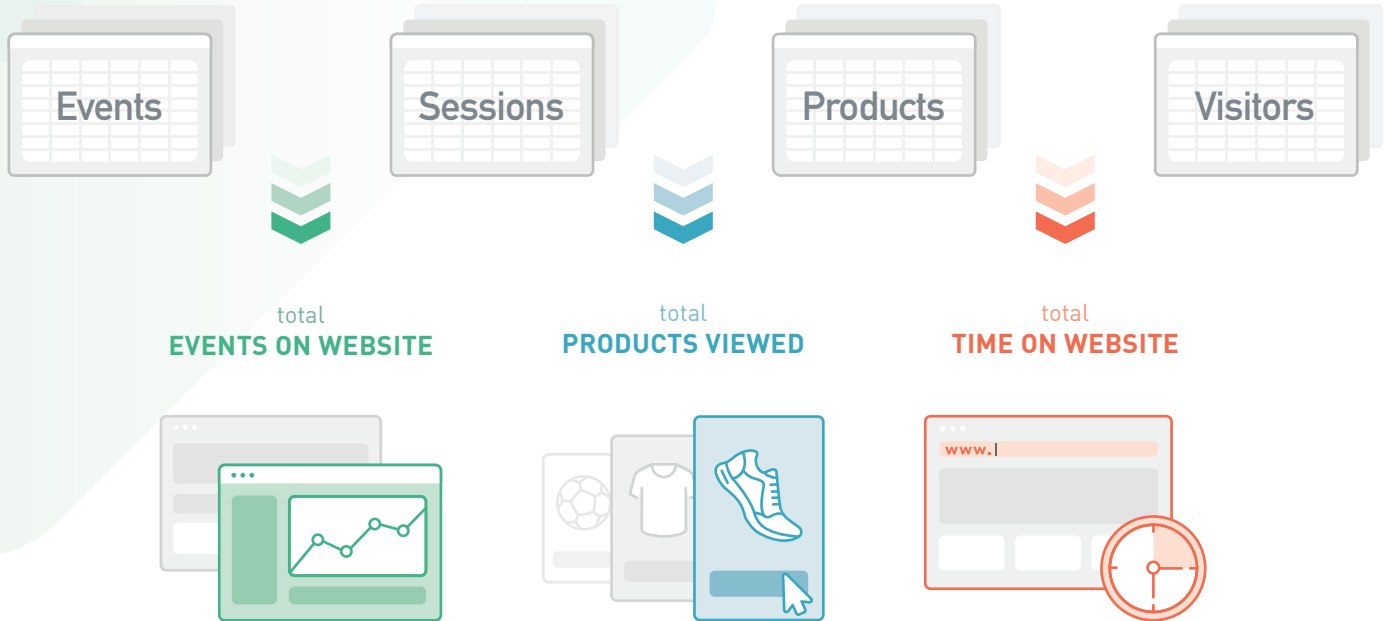 Events
Sessions
Products
Visitors
total
EVENTS ON WEBSITE
total
PRODUCTS VIEWED
total
TIME ON WEBSITE
www.